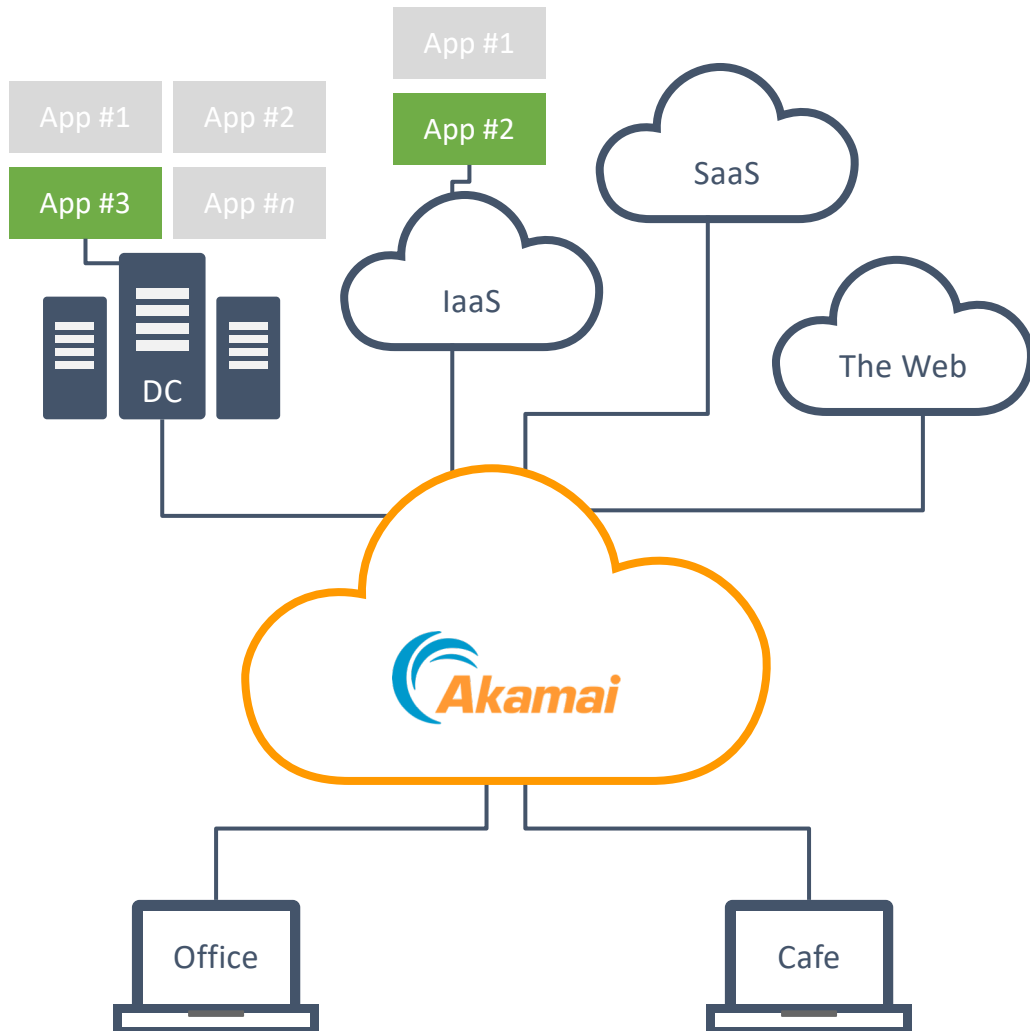 App #1
App #2
App #3
App #n
DC
App #1
App #2
IaaS
SaaS
The Web
Akamai
Office
Cafe